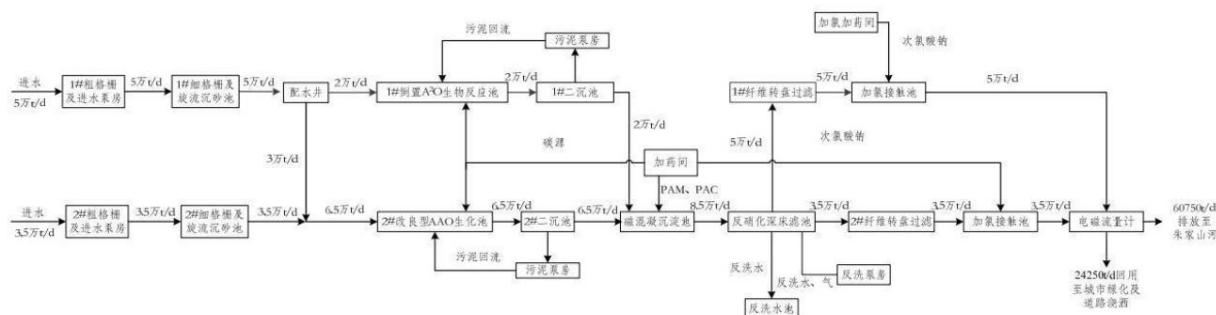 污泥回流
污泥泵房
加氯加药间
次氯酸钠
进水
5万t/d
1#粗格栅
及进水泵房
5万t/d
1#细格栅及
旋流沉砂池
5万t/d
配水井
2万t/d
1#倒置A²O生物反应池
2万t/d
1#二沉池
1#纤维转盘过滤
5万t/d
加氯接触池
5万t/d
3万t/d
碳源
2万t/d
加药间
PAM、PAC
5万t/d
次氯酸钠
进水
3.5万t/d
2#粗格栅
及进水泵房
3.5万t/d
2#细格栅及
旋流沉砂池
3.5万t/d
6.5万t/d
2#改良型AAO生化池
6.5万t/d
2#二沉池
6.5万t/d
磁混凝沉淀池
8.5万t/d
反硝化深床滤池
3.5万t/d
2#纤维转盘过滤
3.5万t/d
加氯接触池
3.5万t/d
电磁流量计
60750t/d
排放至
朱家山河
污泥回流
污泥泵房
反洗水
反洗水、气
反洗泵房
反洗水池
24250t/d回用
至城市绿化及
道路浇洒